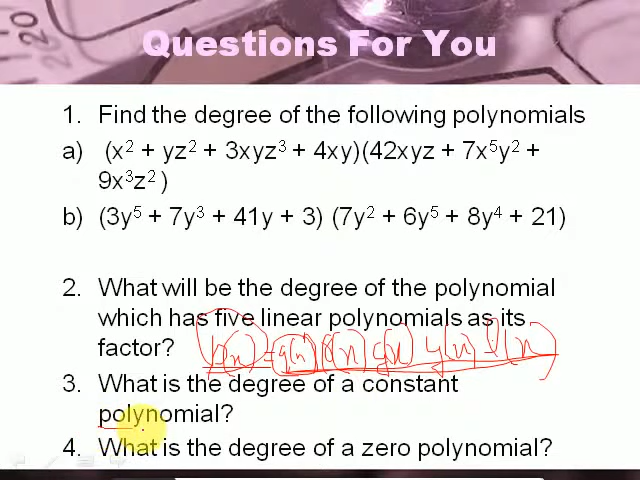 Questions For You
1. Find the degree of the following polynomials
a) (x² + yz² + 3xyz³ + 4xy)(42xyz + 7x⁵y² +
9x³z² )
b) (3y⁵ + 7y³ + 41y + 3) (7y² + 6y⁵ + 8y⁴ + 21)
2. What will be the degree of the polynomial
which has five linear polynomials as its
factor?
3. What is the degree of a constant
polynomial?
4. What is the degree of a zero polynomial?